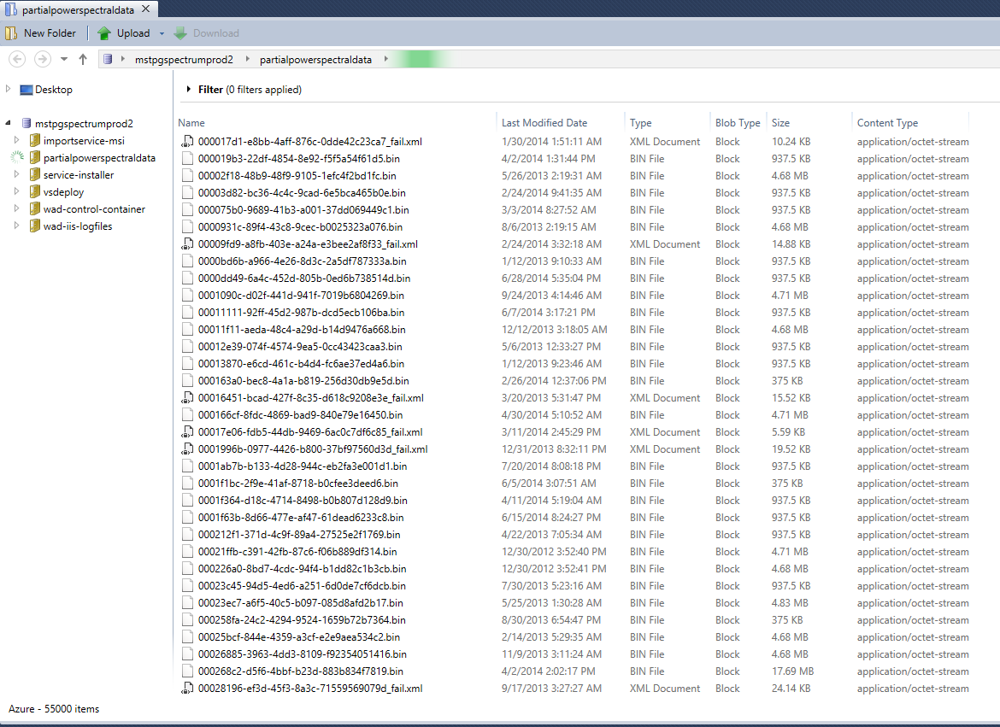 partialpowerspectraldata
New Folder Upload Download
mstpgspectrumprod2 partialpowerspectraldata
Desktop
mstpgspectrumprod2
importservice-msi
partialpowerspectraldata
service-installer
vsdeploy
wad-control-container
wad-iis-logfiles
Filter (0 filters applied)
Name Last Modified Date Type Blob Type Size Content Type
000017d1-e8bb-4aff-876c-0dde42c23ca7_fail.xml 1/30/2014 1:51:11 AM XML Document Block 10.24 KB application/octet-stream
000019b3-22df-4854-8e92-f5f5a54f61d5.bin 4/2/2014 1:31:44 PM BIN File Block 937.5 KB application/octet-stream
00002f18-48b9-48f9-9105-1efc4f2bd1fc.bin 5/26/2013 2:19:31 AM BIN File Block 4.68 MB application/octet-stream
00003d82-bc36-4c4c-9cad-6e5bca465b0e.bin 2/24/2014 9:41:35 AM BIN File Block 937.5 KB application/octet-stream
000075b0-9689-41b3-a001-37dd069449c1.bin 3/3/2014 8:27:52 AM BIN File Block 937.5 KB application/octet-stream
0000931c-89f4-43c8-9cec-b0025323a076.bin 8/6/2013 2:19:15 AM BIN File Block 4.68 MB application/octet-stream
00009fd9-a8fb-403e-a24a-e3bee2af8f33_fail.xml 2/24/2014 3:32:18 AM XML Document Block 14.88 KB application/octet-stream
0000bd6b-a966-4e26-8d3c-2a5df787333a.bin 1/12/2013 9:10:33 AM BIN File Block 937.5 KB application/octet-stream
0000dd49-6a4c-452d-805b-0ed6b738514d.bin 6/28/2014 5:35:04 PM BIN File Block 937.5 KB application/octet-stream
0001090c-d02f-441d-941f-7019b6804269.bin 9/24/2013 4:14:46 AM BIN File Block 4.71 MB application/octet-stream
00011111-92ff-45d2-987b-dcd5ecb106ba.bin 6/7/2014 3:17:21 PM BIN File Block 937.5 KB application/octet-stream
00011f11-aeda-48c4-a29d-b14d9476a668.bin 12/12/2013 3:18:05 AM BIN File Block 4.68 MB application/octet-stream
00012e39-074f-4574-9ea5-0cc43423caa3.bin 5/6/2013 12:33:27 PM BIN File Block 937.5 KB application/octet-stream
00013870-e6cd-461c-b4d4-fc6ae37ed4a6.bin 1/12/2013 9:23:46 AM BIN File Block 937.5 KB application/octet-stream
000163a0-bec8-4a1a-b819-256d30db9e5d.bin 2/26/2014 12:37:06 PM BIN File Block 375 KB application/octet-stream
00016451-bcad-427f-8c35-d618c9208e3e_fail.xml 3/20/2013 5:31:47 PM XML Document Block 15.52 KB application/octet-stream
000166cf-8fdc-4869-bad9-840e79e16450.bin 4/30/2014 5:10:52 AM BIN File Block 4.71 MB application/octet-stream
00017e06-fdb5-44db-9469-6ac0c7df6c85_fail.xml 3/11/2014 2:45:29 PM XML Document Block 5.59 KB application/octet-stream
0001996b-0977-4426-b800-37bf97560d3d_fail.xml 12/31/2013 8:32:11 PM XML Document Block 19.52 KB application/octet-stream
0001ab7b-b133-4d28-944c-eb2fa3e001d1.bin 7/20/2014 8:08:18 PM BIN File Block 937.5 KB application/octet-stream
0001f1bc-2f9e-41af-8718-b0cfee3deed6.bin 6/5/2014 3:07:51 AM BIN File Block 375 KB application/octet-stream
0001f364-d18c-4714-8498-b0b807d128d9.bin 4/11/2014 5:19:04 AM BIN File Block 937.5 KB application/octet-stream
0001f63b-8d66-477e-af47-61dead6233c8.bin 6/15/2014 8:24:27 PM BIN File Block 937.5 KB application/octet-stream
000212f1-371d-4c9f-89a4-27525e2f1769.bin 4/22/2013 7:05:34 AM BIN File Block 937.5 KB application/octet-stream
00021ffb-c391-42fb-87c6-f06b889df314.bin 12/30/2012 3:52:40 PM BIN File Block 4.71 MB application/octet-stream
000226a0-8bd7-4cdc-94f4-b1dd82c1b3cb.bin 12/30/2012 3:52:41 PM BIN File Block 4.68 MB application/octet-stream
00023c45-94d5-4ed6-a251-6d0de7cf6dcb.bin 7/30/2013 5:23:16 AM BIN File Block 937.5 KB application/octet-stream
00023ec7-a6f5-40c5-b097-085d8afd2b17.bin 5/25/2013 1:30:28 AM BIN File Block 4.83 MB application/octet-stream
000258fa-24c2-4294-9524-1659b72b7364.bin 8/30/2013 6:54:47 PM BIN File Block 375 KB application/octet-stream
00025bcf-844e-4359-a3cf-e2e9aea534c2.bin 2/14/2013 5:29:35 AM BIN File Block 4.68 MB application/octet-stream
00026885-3963-4dd3-8109-f92354051416.bin 11/9/2013 3:11:24 AM BIN File Block 4.68 MB application/octet-stream
000268c2-d5f6-4bbf-b23d-883b834f7819.bin 4/2/2014 2:02:17 PM BIN File Block 17.69 MB application/octet-stream
00028196-ef3d-45f3-8a3c-71559569079d_fail.xml 9/17/2013 3:27:27 AM XML Document Block 24.14 KB application/octet-stream
Azure - 55000 items